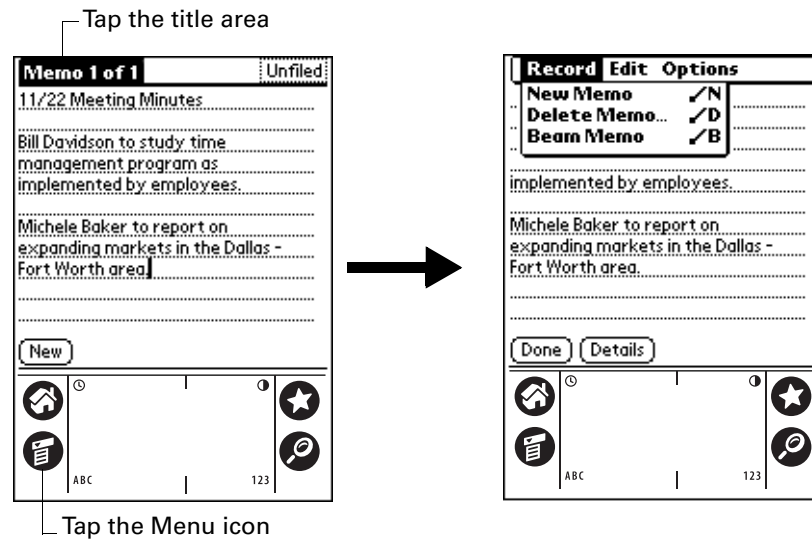 Tap the title area
Memo 1 of 1 Unfiled
11/22 Meeting Minutes
Bill Davidson to study time
management program as
implemented by employees.
Michele Baker to report on
expanding markets in the Dallas -
Fort Worth area.
New
ABC 123
Tap the Menu icon
Record Edit Options
New Memo /N
Delete Memo... /D
Beam Memo /B
implemented by employees.
Michele Baker to report on
expanding markets in the Dallas -
Fort Worth area.
Done Details
ABC 123